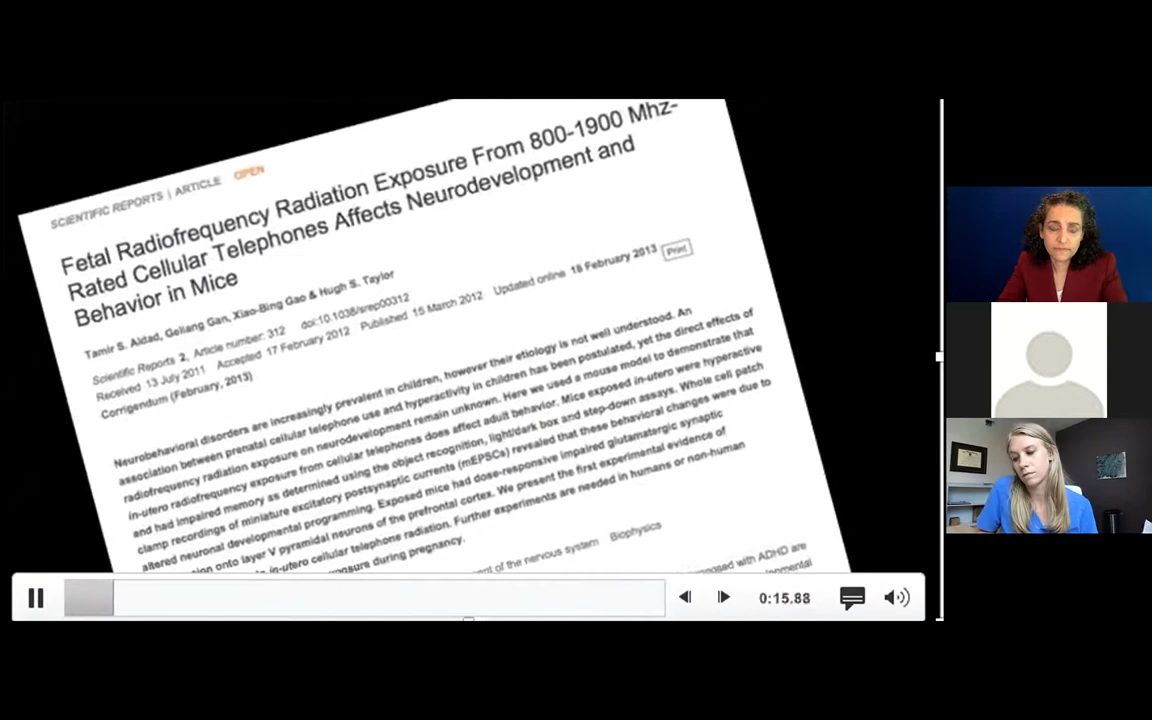 SCIENTIFIC REPORTS | ARTICLE OPEN
Fetal Radiofrequency Radiation Exposure From 800-1900 Mhz-
Rated Cellular Telephones Affects Neurodevelopment and
Behavior in Mice
Tamir S. Aldad, Geliang Gan, Xiao-Bing Gao & Hugh S. Taylor
Scientific Reports 2, Article number: 312 doi:10.1038/srep00312
Received 13 July 2011 Accepted 17 February 2012 Published 15 March 2012 Updated online 18 February 2013 Print
Corrigendum (February, 2013)
Neurobehavioral disorders are increasingly prevalent in children, however their etiology is not well understood. An
association between prenatal cellular telephone use and hyperactivity in children has been postulated, yet the direct effects of
radiofrequency radiation exposure on neurodevelopment remain unknown. Here we used a mouse model to demonstrate that
in-utero radiofrequency exposure from cellular telephones does affect adult behavior. Mice exposed in-utero were hyperactive
and had impaired memory as determined using the object recognition, light/dark box and step-down assays. Whole cell patch
clamp recordings of miniature excitatory postsynaptic currents (mEPSCs) revealed that these behavioral changes were due to
altered neuronal developmental programming. Exposed mice had dose-responsive impaired glutamatergic synaptic
onto layer V pyramidal neurons of the prefrontal cortex. We present the first experimental evidence of
in-utero cellular telephone radiation. Further experiments are needed in humans or non-human
during pregnancy.
of the nervous system Biophysics
with ADHD are
0:15.88